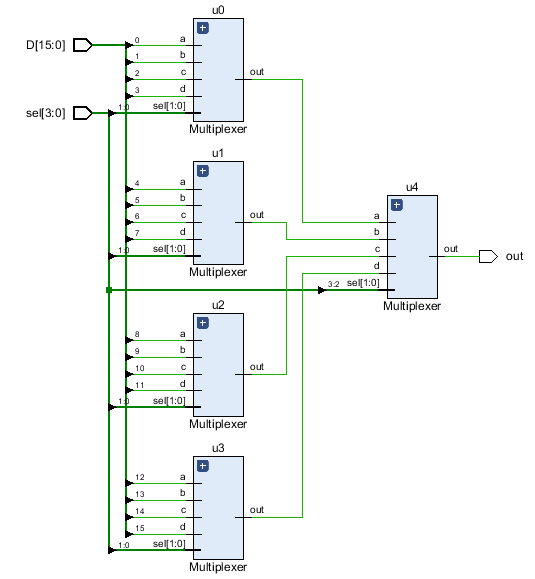 u0
D[15:0]
0 a
1 b
2 c
3 d
out
sel[3:0]
1:0 sel[1:0]
Multiplexer
u1
4 a
5 b
6 c
7 d
out
1:0 sel[1:0]
Multiplexer
u4
a
b
c
d
3:2 sel[1:0]
out
out
Multiplexer
u2
8 a
9 b
10 c
11 d
out
1:0 sel[1:0]
Multiplexer
u3
12 a
13 b
14 c
15 d
out
1:0 sel[1:0]
Multiplexer